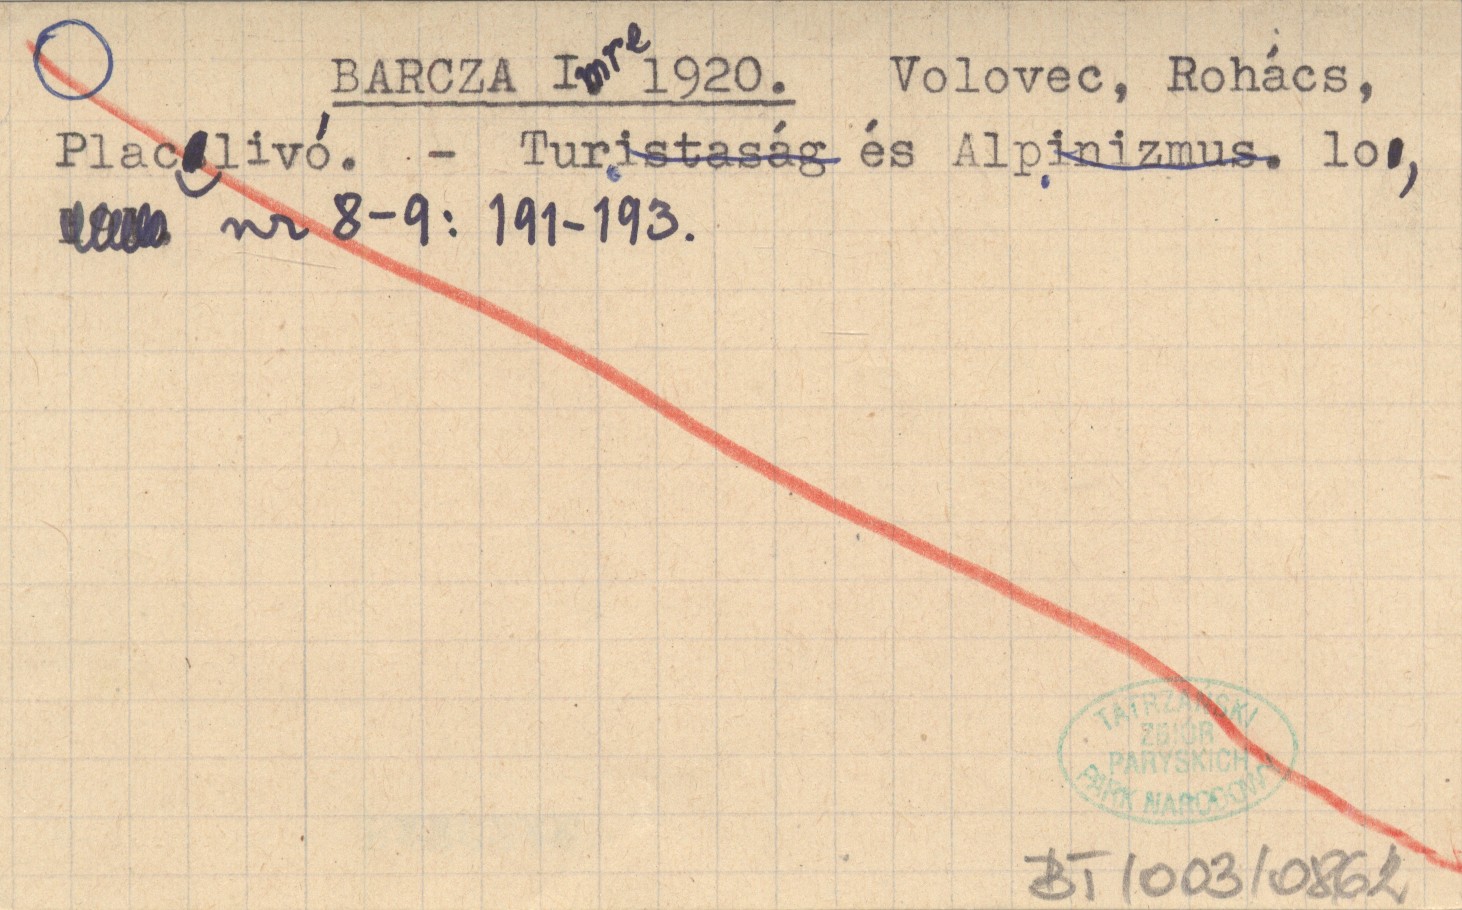 BARCZA Imre 1920. Volovec, Rohács,
Placlivó. - Turistaság és Alpinizmus. lo,
nr 8-9: 191-193.
TATRZAŃSKI
ZBIÓR
PARYSKICH
PARK NARODOWY
BT/003/0862